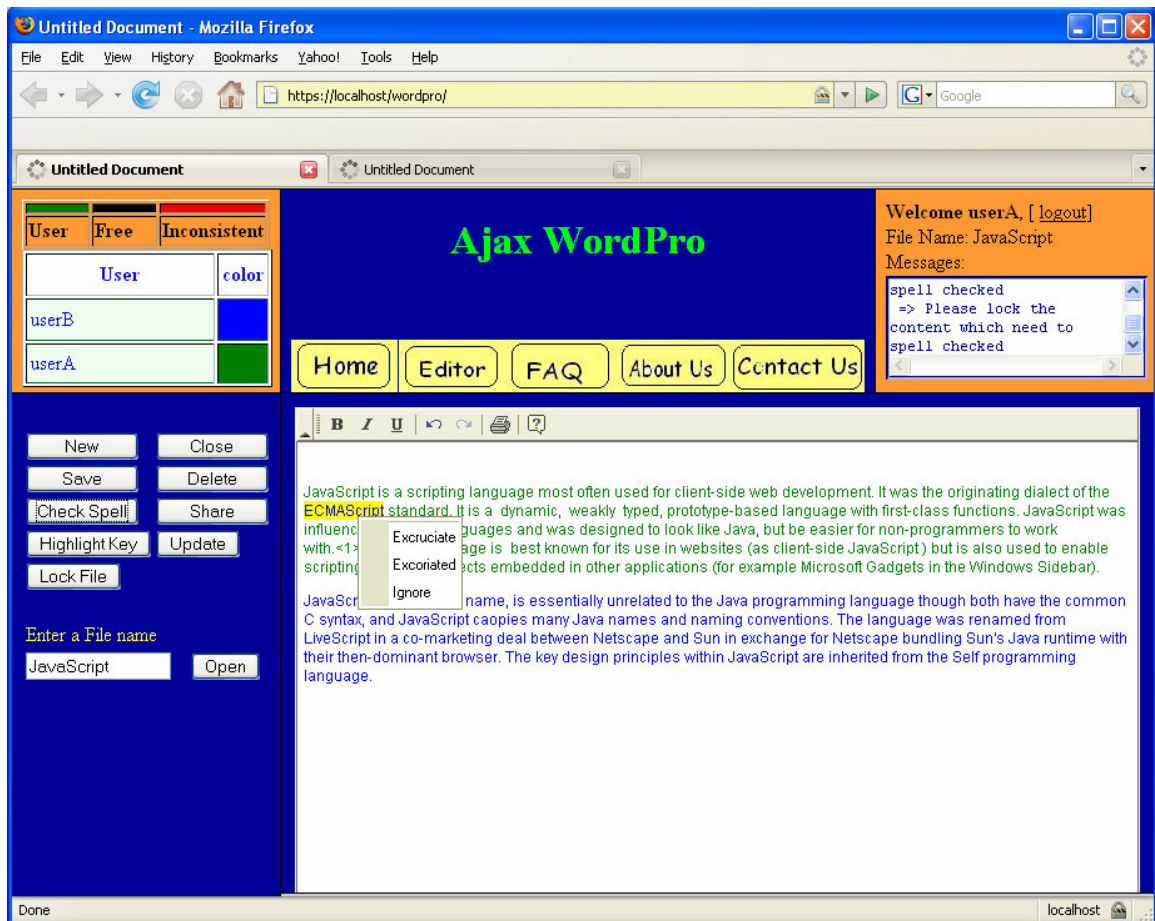 Untitled Document - Mozilla Firefox
File Edit View History Bookmarks Yahoo! Tools Help
https://localhost/wordpro/
G Google
Untitled Document
Untitled Document
User Free Inconsistent
User color
userB
userA
Ajax WordPro
Home Editor FAQ About Us Contact Us
Welcome userA, [ logout]
File Name: JavaScript
Messages:
spell checked
=> Please lock the
content which need to
spell checked
New Close
Save Delete
Check Spell Share
Highlight Key Update
Lock File
Enter a File name
JavaScript Open
B I U
JavaScript is a scripting language most often used for client-side web development. It was the originating dialect of the
ECMAScript standard. It is a dynamic, weakly typed, prototype-based language with first-class functions. JavaScript was
influenc guages and was designed to look like Java, but be easier for non-programmers to work
with.<1> age is best known for its use in websites (as client-side JavaScript ) but is also used to enable
scripting ects embedded in other applications (for example Microsoft Gadgets in the Windows Sidebar).
Excruciate
Excoriated
Ignore
JavaScr name, is essentially unrelated to the Java programming language though both have the common
C syntax, and JavaScript caopies many Java names and naming conventions. The language was renamed from
LiveScript in a co-marketing deal between Netscape and Sun in exchange for Netscape bundling Sun's Java runtime with
their then-dominant browser. The key design principles within JavaScript are inherited from the Self programming
language.
Done
localhost